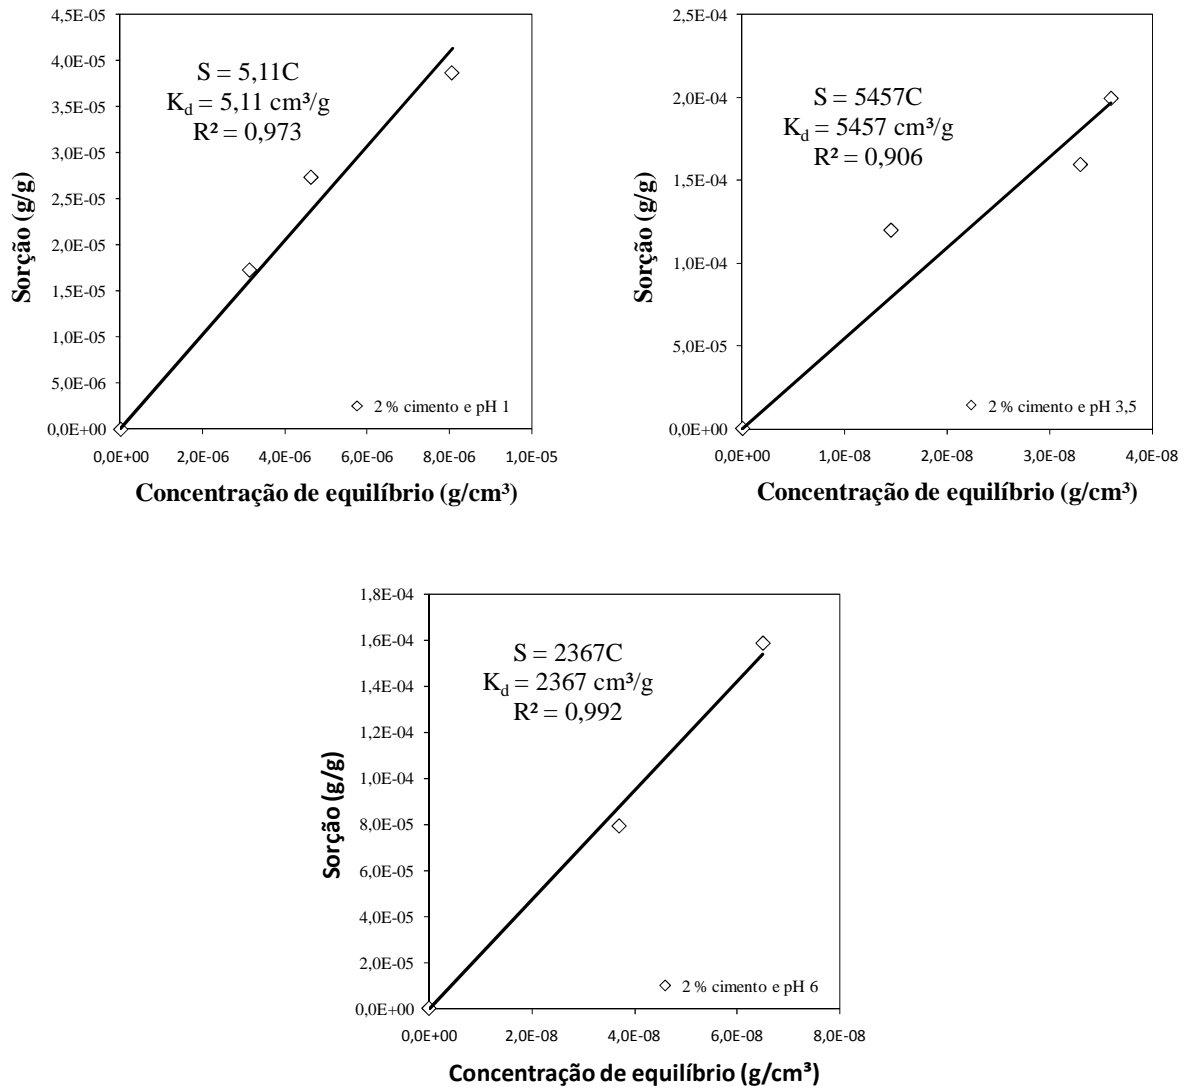 4,5E-05
4,0E-05
3,5E-05
3,0E-05
2,5E-05
2,0E-05
1,5E-05
1,0E-05
5,0E-06
0,0E+00
Sorção (g/g)
S = 5,11C
K_d = 5,11 cm³/g
R² = 0,973
2 % cimento e pH 1
0,0E+00 2,0E-06 4,0E-06 6,0E-06 8,0E-06 1,0E-05
Concentração de equilíbrio (g/cm³)
2,5E-04
2,0E-04
1,5E-04
1,0E-04
5,0E-05
0,0E+00
Sorção (g/g)
S = 5457C
K_d = 5457 cm³/g
R² = 0,906
2 % cimento e pH 3,5
0,0E+00 1,0E-08 2,0E-08 3,0E-08 4,0E-08
Concentração de equilíbrio (g/cm³)
1,8E-04
1,6E-04
1,4E-04
1,2E-04
1,0E-04
8,0E-05
6,0E-05
4,0E-05
2,0E-05
0,0E+00
Sorção (g/g)
S = 2367C
K_d = 2367 cm³/g
R² = 0,992
2 % cimento e pH 6
0,0E+00 2,0E-08 4,0E-08 6,0E-08 8,0E-08
Concentração de equilíbrio (g/cm³)